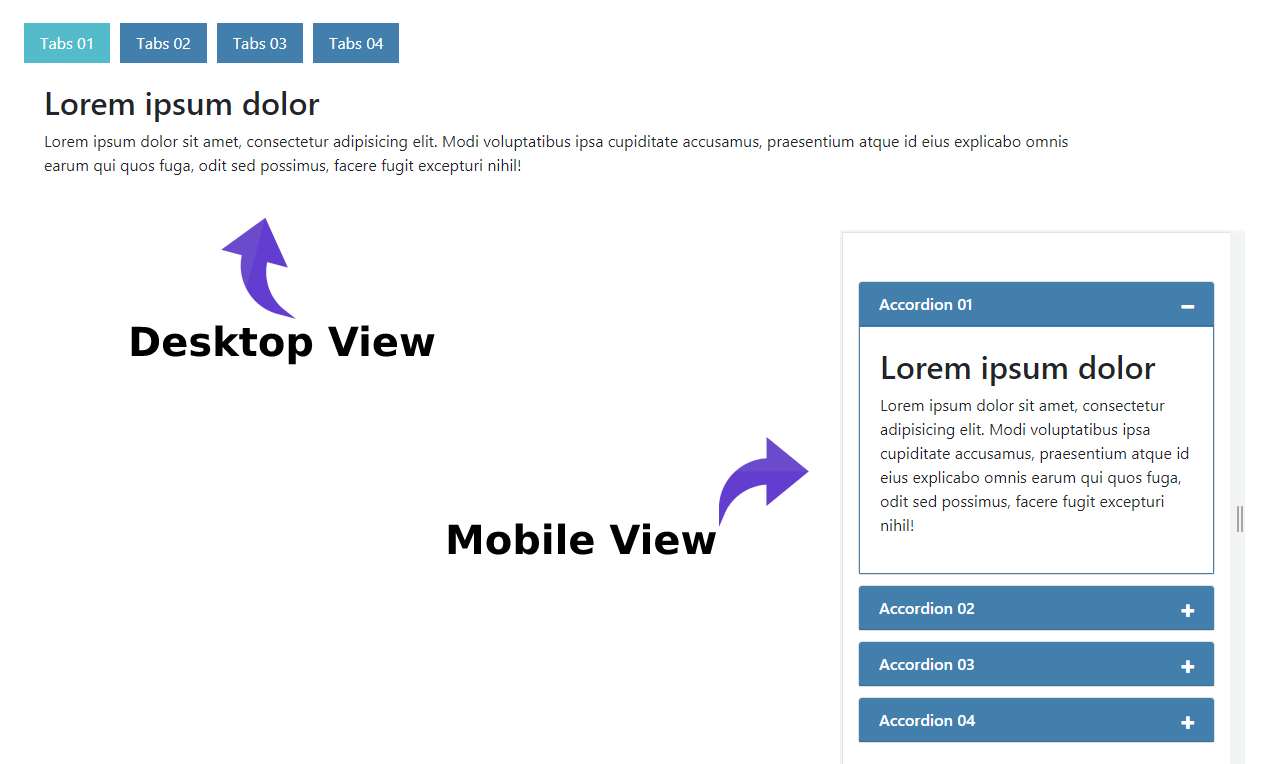 Tabs 01 Tabs 02 Tabs 03 Tabs 04
Lorem ipsum dolor
Lorem ipsum dolor sit amet, consectetur adipisicing elit. Modi voluptatibus ipsa cupiditate accusamus, praesentium atque id eius explicabo omnis
earum qui quos fuga, odit sed possimus, facere fugit excepturi nihil!
Desktop View
Mobile View
Accordion 01
Lorem ipsum dolor
Lorem ipsum dolor sit amet, consectetur
adipisicing elit. Modi voluptatibus ipsa
cupiditate accusamus, praesentium atque id
eius explicabo omnis earum qui quos fuga,
odit sed possimus, facere fugit excepturi
nihil!
Accordion 02
Accordion 03
Accordion 04